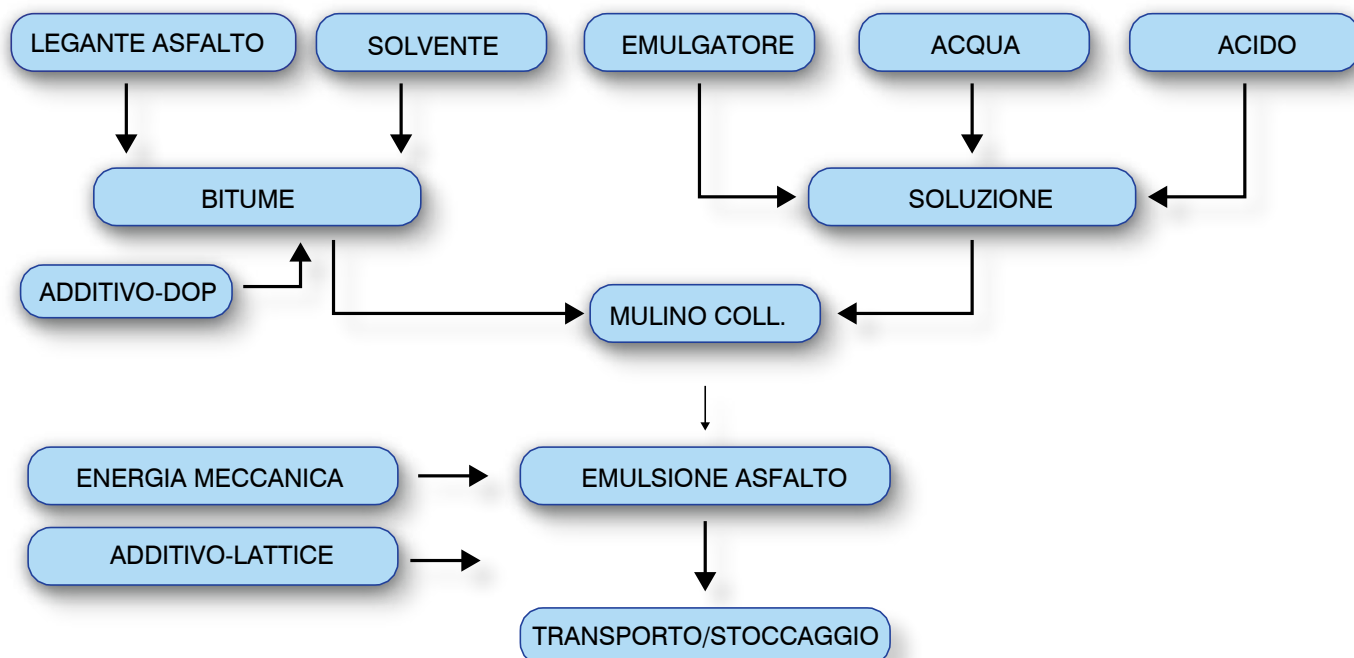 LEGANTE ASFALTO
SOLVENTE
EMULGATORE
ACQUA
ACIDO
BITUME
SOLUZIONE
ADDITIVO-DOP
MULINO COLL.
ENERGIA MECCANICA
EMULSIONE ASFALTO
ADDITIVO-LATTICE
TRANSPORTO/STOCCAGGIO